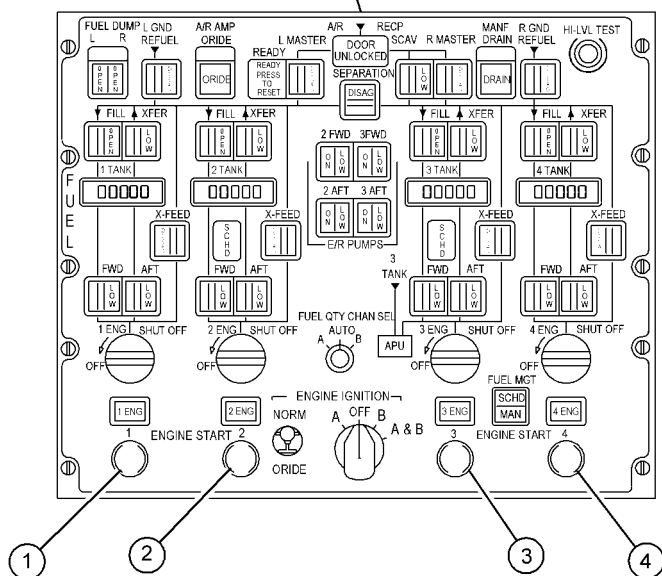 A/R RECP
FUEL DUMP
L R
L GND
REFUEL
A/R AMP
ORIDE
L MASTER
DOOR
UNLOCKED
SCAV
R MASTER
MANF
DRAIN
R GND
REFUEL
HI-LVL TEST
OPEN OPEN
ORIDE
READY
READY
PRESS
TO
RESET
SEPARATION
DISAG
LOW
DRAIN
FILL XFER
FILL XFER
FILL XFER
FILL XFER
OPEN LOW
OPEN LOW
OPEN LOW
OPEN LOW
2 FWD 3FWD
ON LOW ON LOW
1 TANK
2 TANK
3 TANK
4 TANK
00000
00000
00000
00000
2 AFT 3 AFT
ON LOW ON LOW
E/R PUMPS
FUEL
X-FEED
X-FEED
X-FEED
X-FEED
SCHD
SCHD
3
TANK
FWD AFT
FWD AFT
FWD AFT
FWD AFT
LOW LOW
LOW LOW
LOW LOW
LOW LOW
FUEL QTY CHAN SEL
AUTO
A B
APU
1 ENG SHUT OFF
2 ENG SHUT OFF
3 ENG SHUT OFF
4 ENG SHUT OFF
OFF
OFF
OFF
OFF
FUEL MGT
SCHD
MAN
ENGINE IGNITION
NORM
ORIDE
A OFF B
A & B
1 ENG
2 ENG
3 ENG
4 ENG
1 ENGINE START 2
3 ENGINE START 4
1
2
3
4